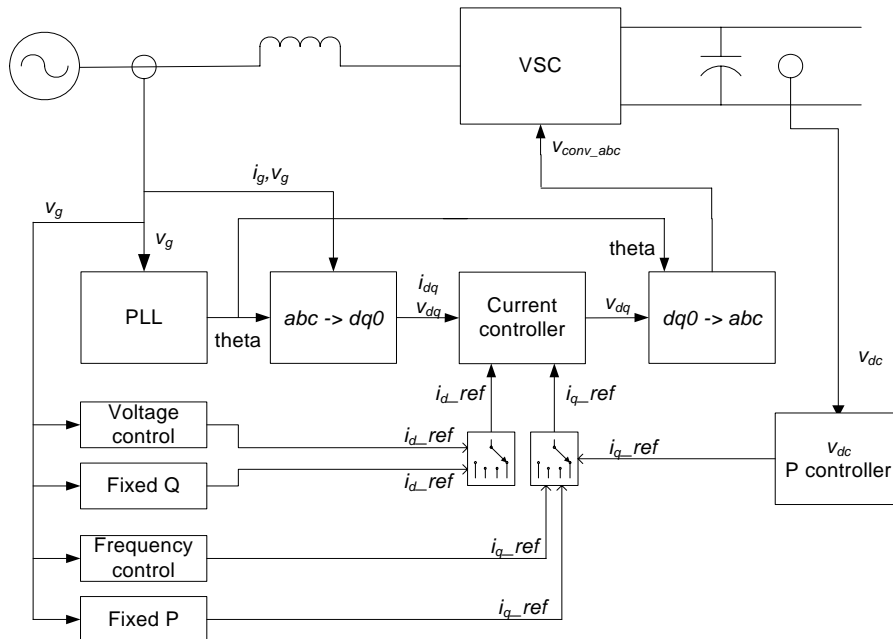 VSC
v_conv_abc
i_g,v_g
v_g
v_g
theta
PLL
theta
abc -> dq0
i_dq
v_dq
Current
controller
v_dq
dq0 -> abc
v_dc
i_d_ref
i_q_ref
Voltage
control
i_d_ref
i_q_ref
v_dc
P controller
Fixed Q
i_d_ref
Frequency
control
i_q_ref
Fixed P
i_q_ref